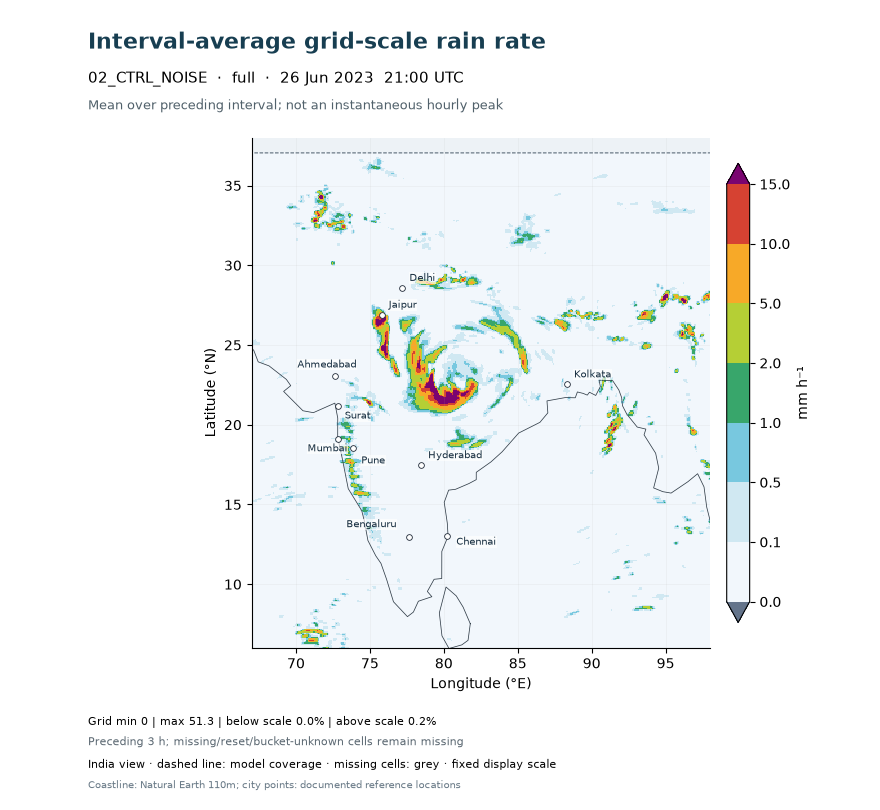 Interval-average grid-scale rain rate
02_CTRL_NOISE · full · 26 Jun 2023 21:00 UTC
Mean over preceding interval; not an instantaneous hourly peak
35
30
25
20
15
10
Latitude (°N)
70 75 80 85 90 95
Longitude (°E)
Delhi
Jaipur
Ahmedabad
Kolkata
Surat
Mumbai
Pune
Hyderabad
Bengaluru
Chennai
15.0
10.0
5.0
2.0
1.0
0.5
0.1
0.0
mm h⁻¹
Grid min 0 | max 51.3 | below scale 0.0% | above scale 0.2%
Preceding 3 h; missing/reset/bucket-unknown cells remain missing
India view · dashed line: model coverage · missing cells: grey · fixed display scale
Coastline: Natural Earth 110m; city points: documented reference locations